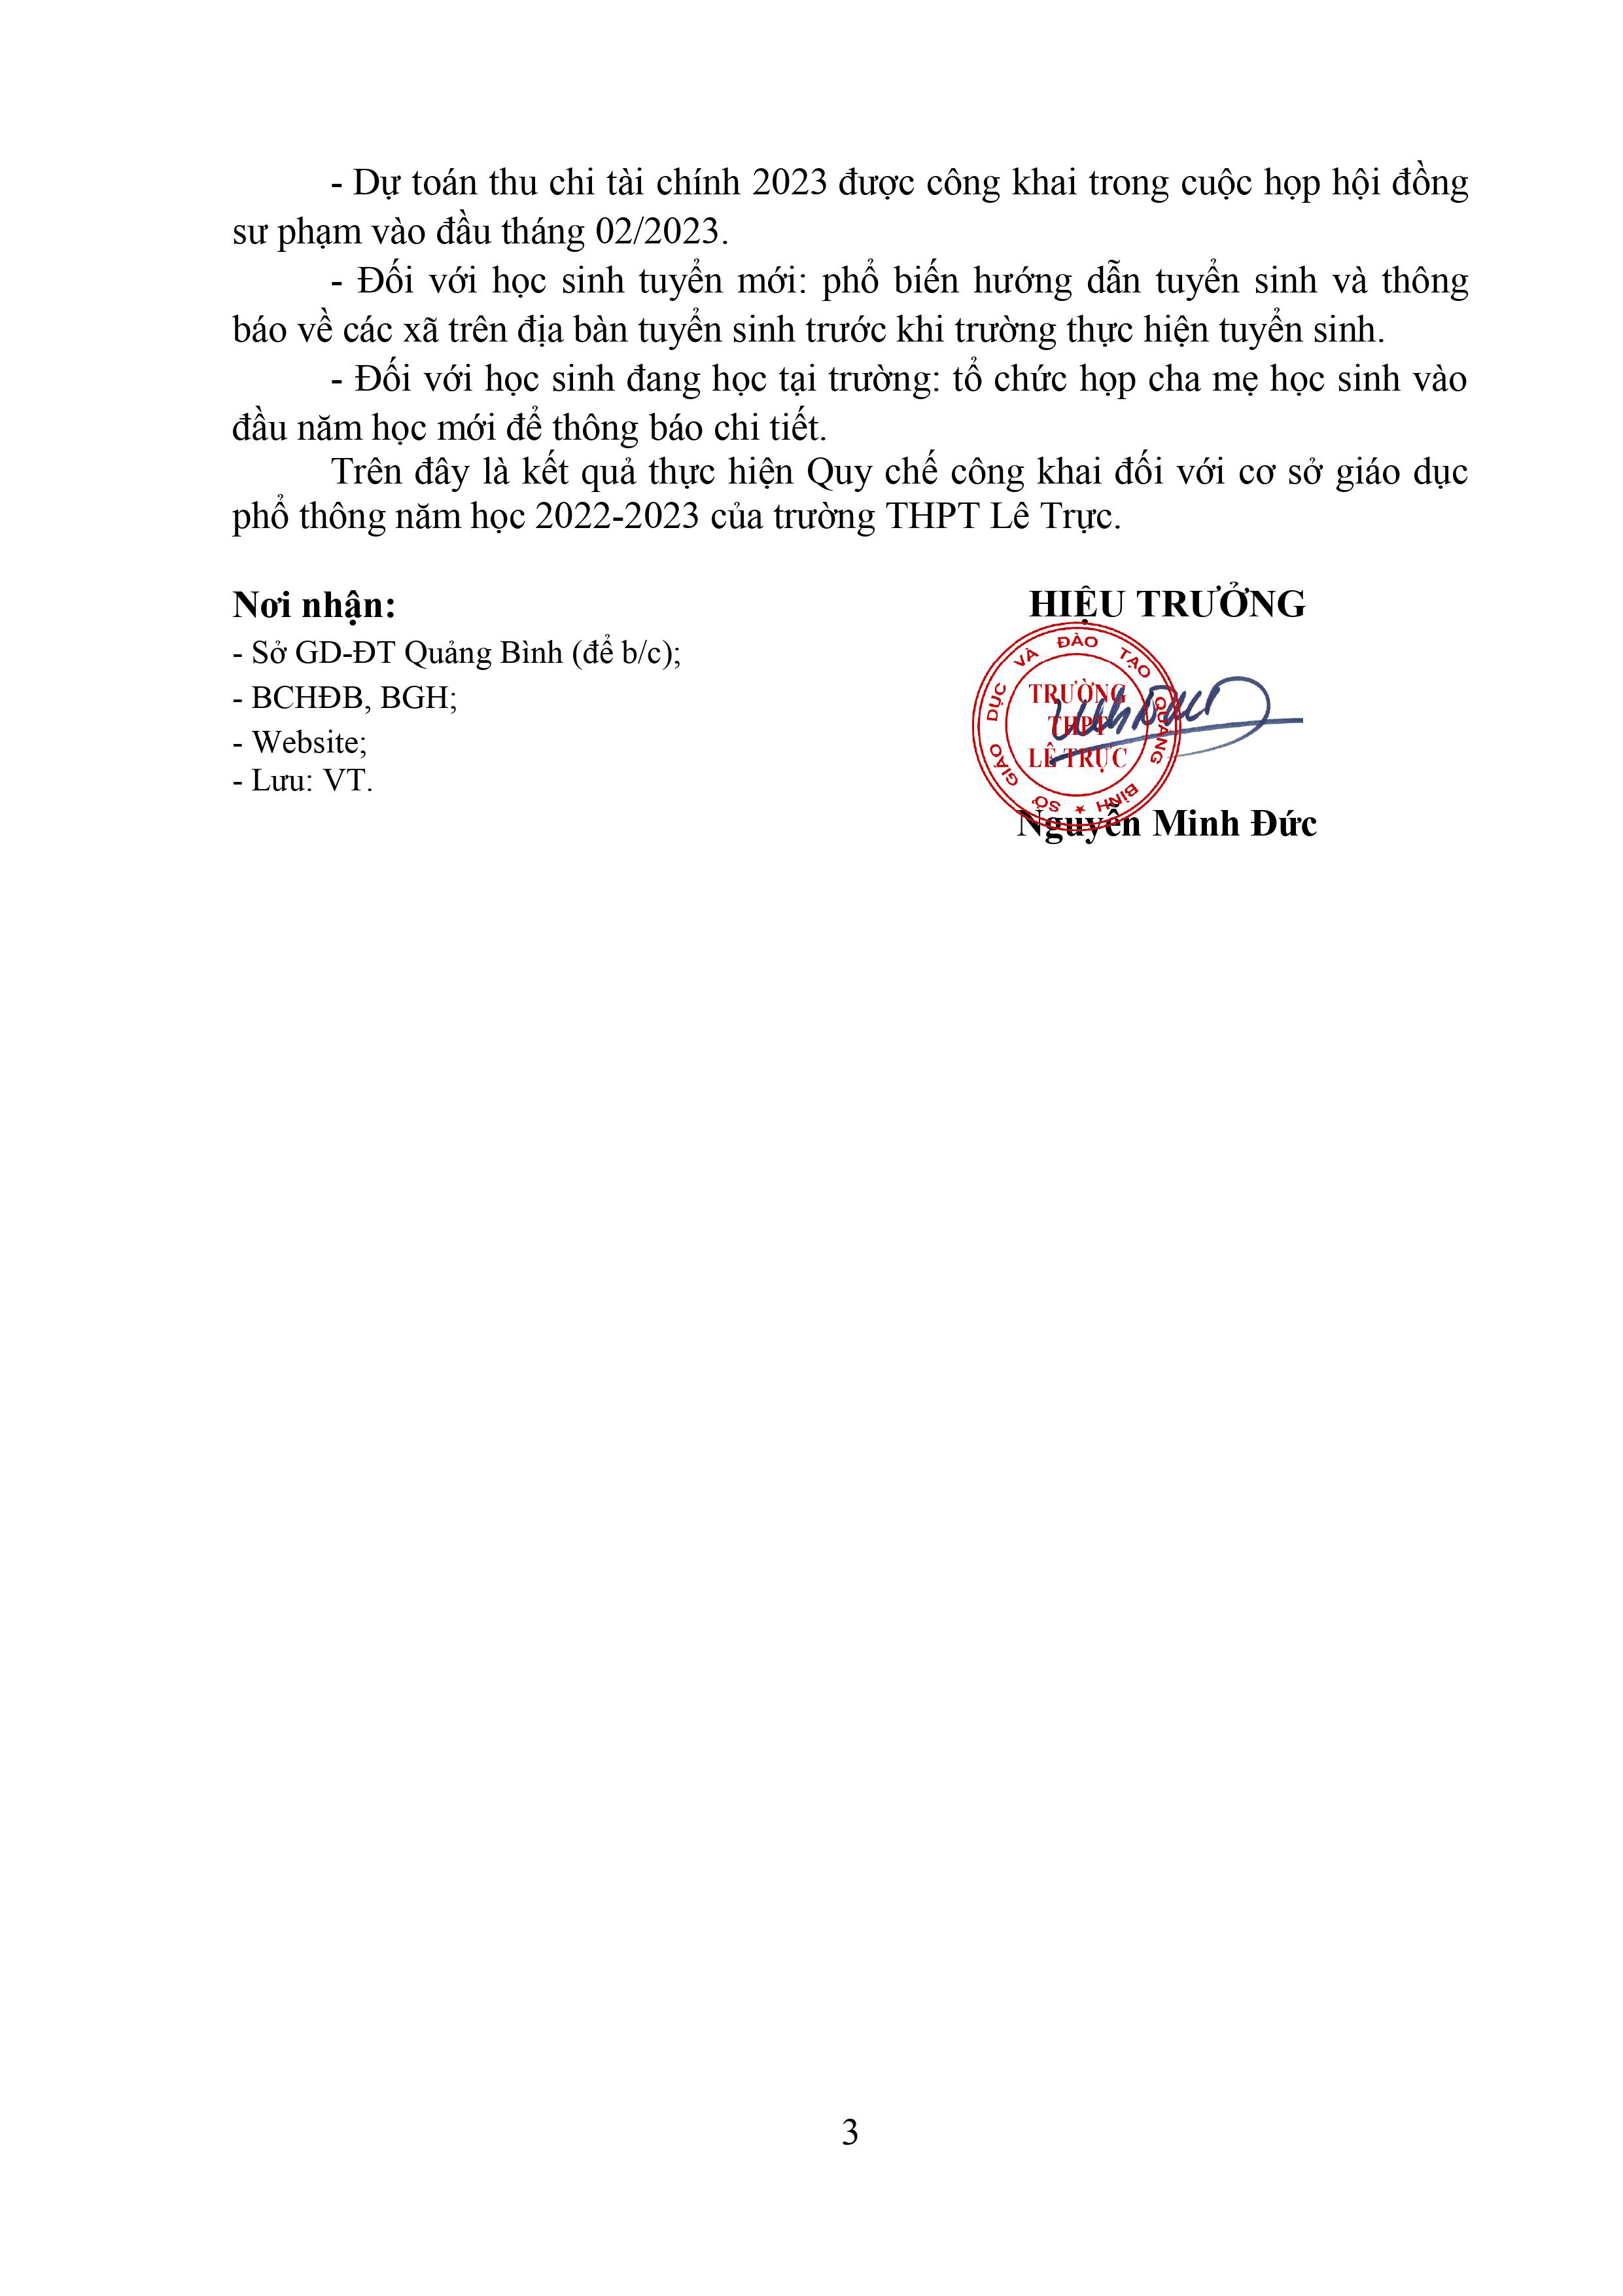 - Dự toán thu chi tài chính 2023 được công khai trong cuộc họp hội đồng
sư phạm vào đầu tháng 02/2023.
- Đối với học sinh tuyển mới: phổ biến hướng dẫn tuyển sinh và thông
báo về các xã trên địa bàn tuyển sinh trước khi trường thực hiện tuyển sinh.
- Đối với học sinh đang học tại trường: tổ chức họp cha mẹ học sinh vào
đầu năm học mới để thông báo chi tiết.
Trên đây là kết quả thực hiện Quy chế công khai đối với cơ sở giáo dục
phổ thông năm học 2022-2023 của trường THPT Lê Trực.
Nơi nhận:
- Sở GD-ĐT Quảng Bình (để b/c);
- BCHĐB, BGH;
- Website;
- Lưu: VT.
HIỆU TRƯỞNG
SỞ GIÁO DỤC VÀ ĐÀO TẠO QUẢNG BÌNH
TRƯỜNG
THPT
LÊ TRỰC
Nguyễn Minh Đức
3